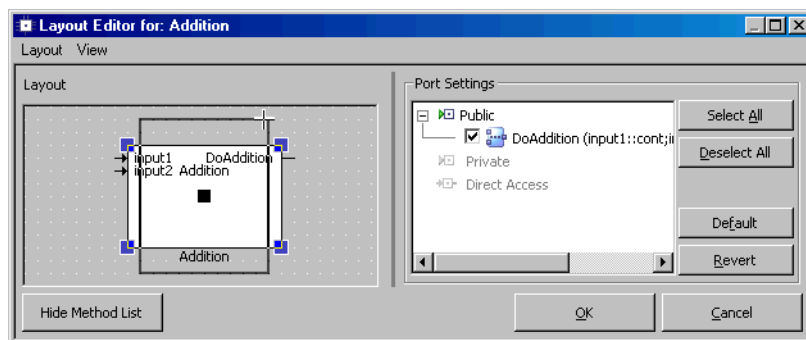 Layout Editor for: Addition
Layout View
Layout
input1 DoAddition
input2 Addition
Addition
Hide Method List
Port Settings
Public
DoAddition (input1::cont;i
Private
Direct Access
Select All
Deselect All
Default
Revert
OK
Cancel